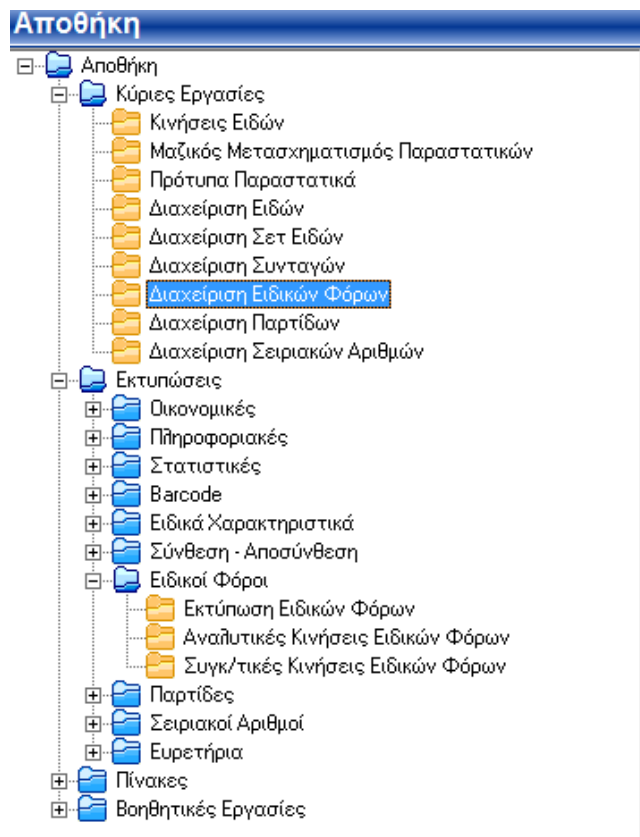 Αποθήκη
Αποθήκη
Κύριες Εργασίες
Κινήσεις Ειδών
Μαζικός Μετασχηματισμός Παραστατικών
Πρότυπα Παραστατικά
Διαχείριση Ειδών
Διαχείριση Σετ Ειδών
Διαχείριση Συνταγών
Διαχείριση Ειδικών Φόρων
Διαχείριση Παρτίδων
Διαχείριση Σειριακών Αριθμών
Εκτυπώσεις
Οικονομικές
Πληροφοριακές
Στατιστικές
Barcode
Ειδικά Χαρακτηριστικά
Σύνθεση - Αποσύνθεση
Ειδικοί Φόροι
Εκτύπωση Ειδικών Φόρων
Αναλυτικές Κινήσεις Ειδικών Φόρων
Συγκ/τικές Κινήσεις Ειδικών Φόρων
Παρτίδες
Σειριακοί Αριθμοί
Ευρετήρια
Πίνακες
Βοηθητικές Εργασίες